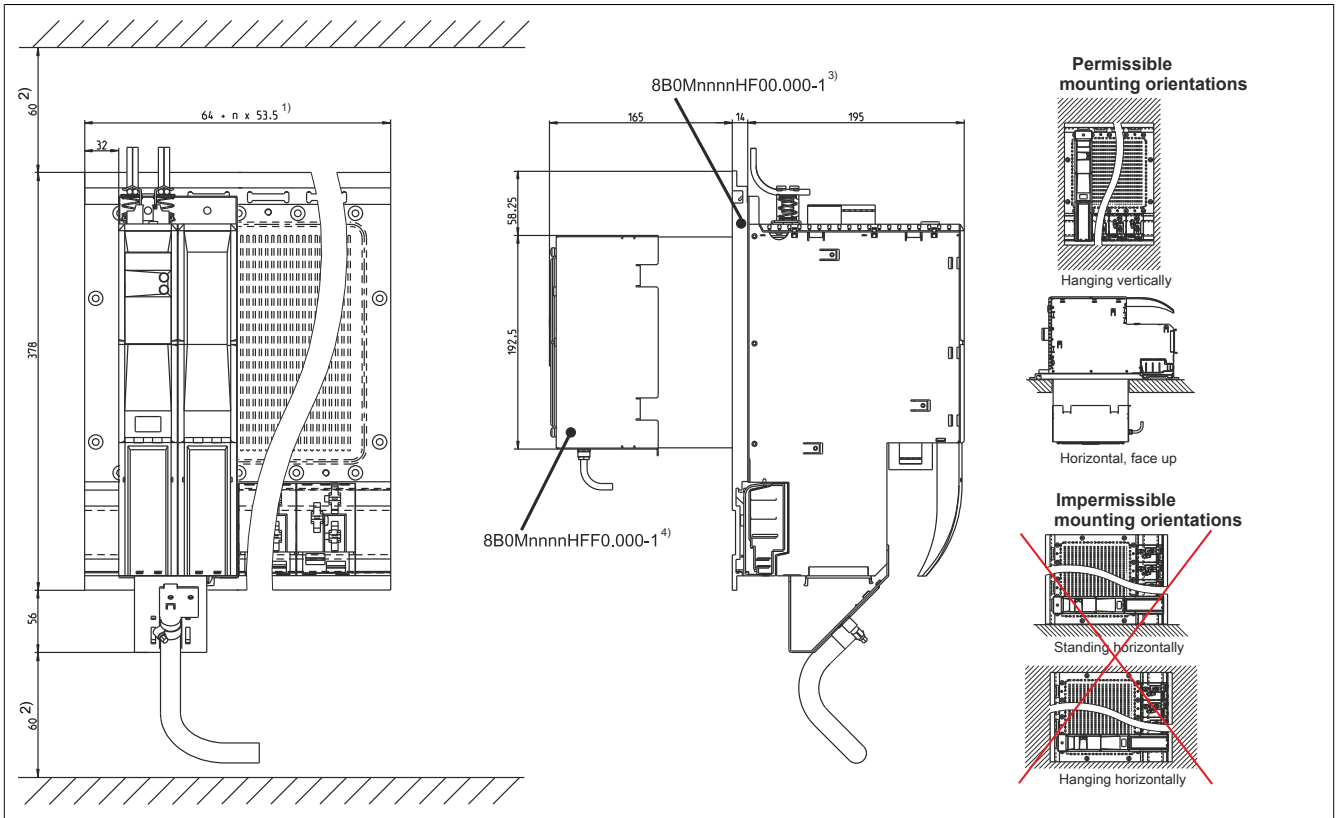 60 2)
64 + n x 53.5 1)
32
378
56
60 2)
8B0MnnnnHF00.000-1 3)
165
14
195
58.25
192.5
8B0MnnnnHFF0.000-1 4)
Permissible
mounting orientations
Hanging vertically
Horizontal, face up
Impermissible
mounting orientations
Standing horizontally
Hanging horizontally